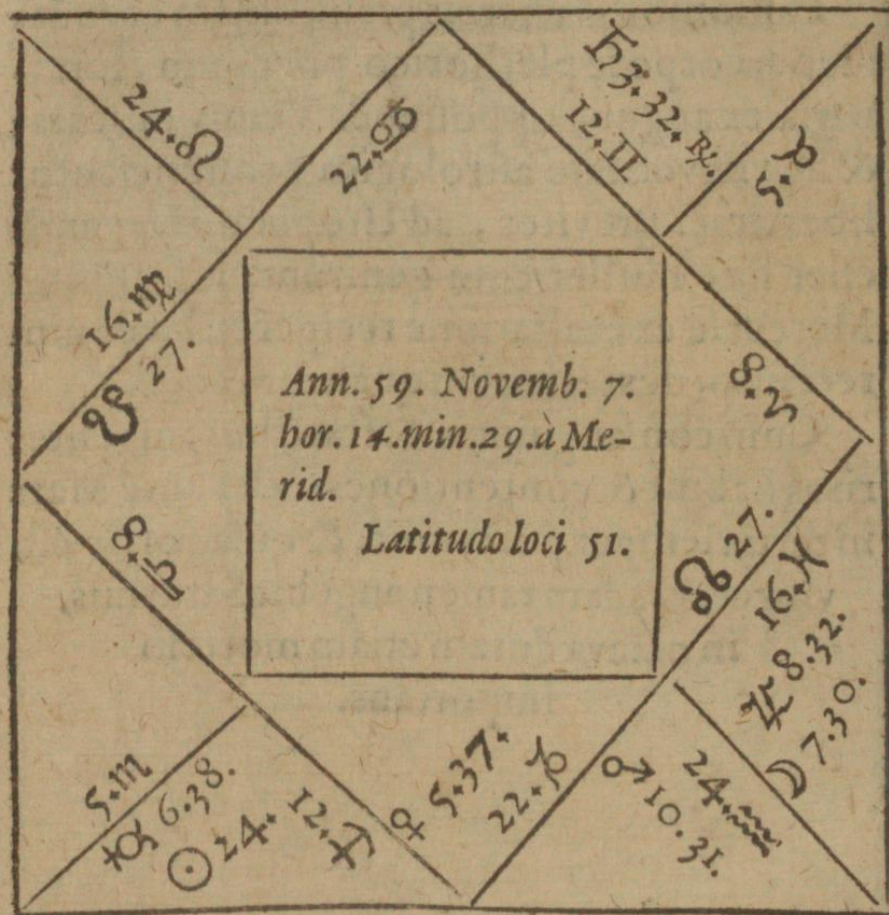 ♄ 3. 32. ℞.
12. ♊
5. ♉
24. ♌
22. ♋
16. ♍
☋ 27.
8. ♈
Ann. 59. Novemb. 7.
hor. 14. min. 29. à Me-
rid.
Latitudo loci 51.
8. ♎
☊ 27.
16. ♓
♃ 8. 32.
☽ 7. 30.
5. ♏
☿ 6. 38.
☉ 24.
12. ♐
♀ 5. 37.
22. ♑
♂ 10. 31.
24. ♒